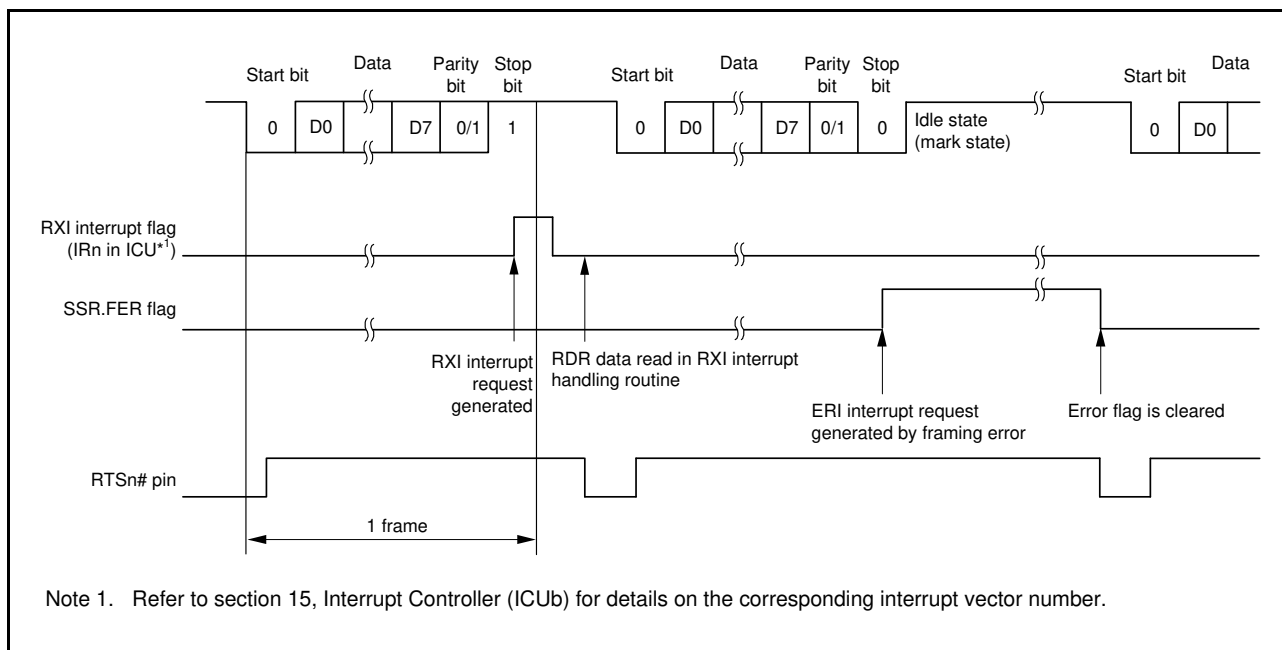 Start bit
Data
Parity bit
Stop bit
Start bit
Data
Parity bit
Stop bit
Start bit
Data
0 D0 D7 0/1 1 0 D0 D7 0/1 0 Idle state (mark state) 0 D0
RXI interrupt flag
(IRn in ICU*1)
SSR.FER flag
RXI interrupt
request
generated
RDR data read in RXI interrupt
handling routine
ERI interrupt request
generated by framing error
Error flag is cleared
RTSn# pin
1 frame
Note 1. Refer to section 15, Interrupt Controller (ICUb) for details on the corresponding interrupt vector number.